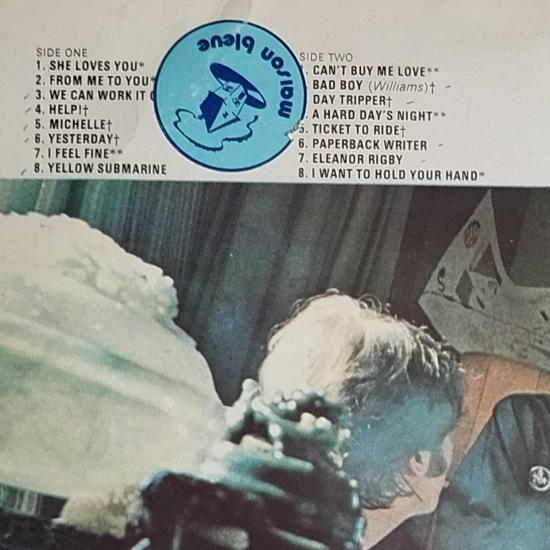 SIDE ONE
1. SHE LOVES YOU*
2. FROM ME TO YOU*
3. WE CAN WORK IT
4. HELP!†
5. MICHELLE†
6. YESTERDAY†
7. I FEEL FINE**
8. YELLOW SUBMARINE
maison bleue
SIDE TWO
. CAN'T BUY ME LOVE**
BAD BOY (Williams)†
DAY TRIPPER†
. A HARD DAY'S NIGHT**
5. TICKET TO RIDE†
6. PAPERBACK WRITER
7. ELEANOR RIGBY
8. I WANT TO HOLD YOUR HAND*